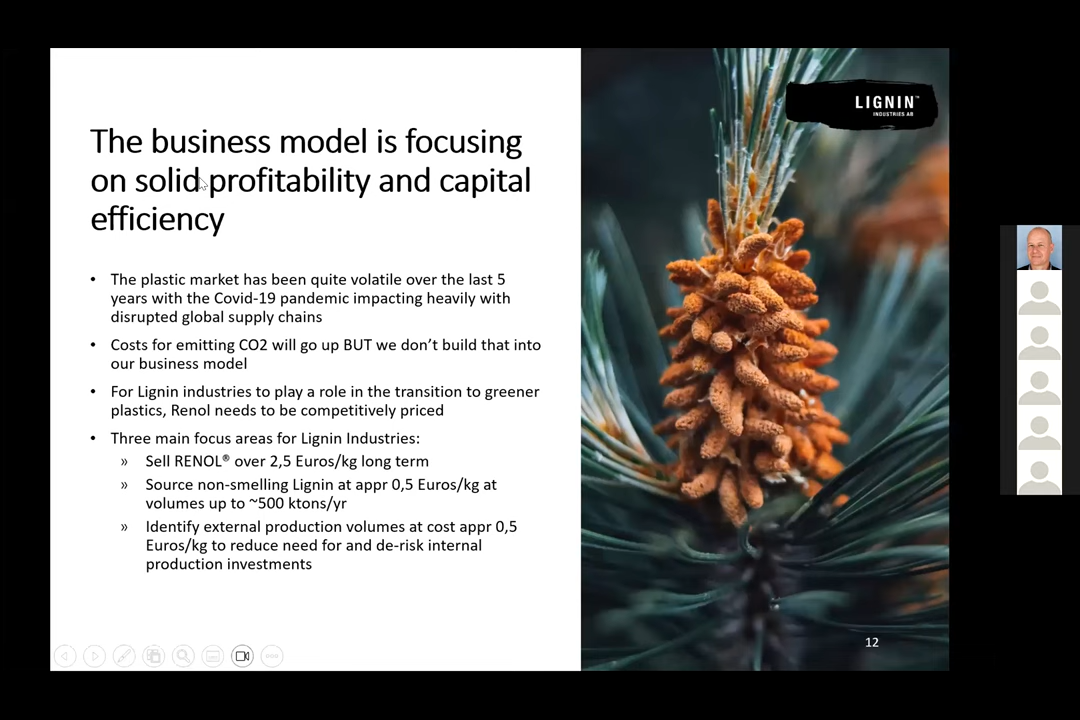 LIGNIN™
INDUSTRIES AB
The business model is focusing
on solid profitability and capital
efficiency
• The plastic market has been quite volatile over the last 5
years with the Covid-19 pandemic impacting heavily with
disrupted global supply chains
• Costs for emitting CO2 will go up BUT we don’t build that into
our business model
• For Lignin industries to play a role in the transition to greener
plastics, Renol needs to be competitively priced
• Three main focus areas for Lignin Industries:
» Sell RENOL® over 2,5 Euros/kg long term
» Source non-smelling Lignin at appr 0,5 Euros/kg at
volumes up to ~500 ktons/yr
» Identify external production volumes at cost appr 0,5
Euros/kg to reduce need for and de-risk internal
production investments
12